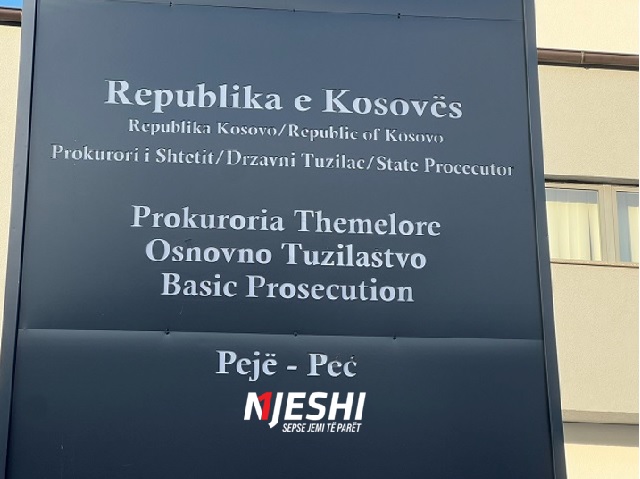 Republika e Kosovës
Republika Kosovo/Republic of Kosovo
Prokurori i Shtetit/Drzavni Tuzilac/State Procecutor
Prokuroria Themelore
Osnovno Tuzilastvo
Basic Prosecution
Pejë - Peć
N1JESHI
SEPSE JEMI TË PARËT